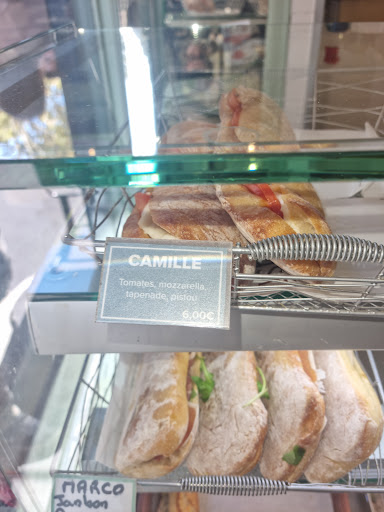 CAMILLE
Tomates, mozzarella,
tapenade, pistou
6,00€
MARCO
Jambon